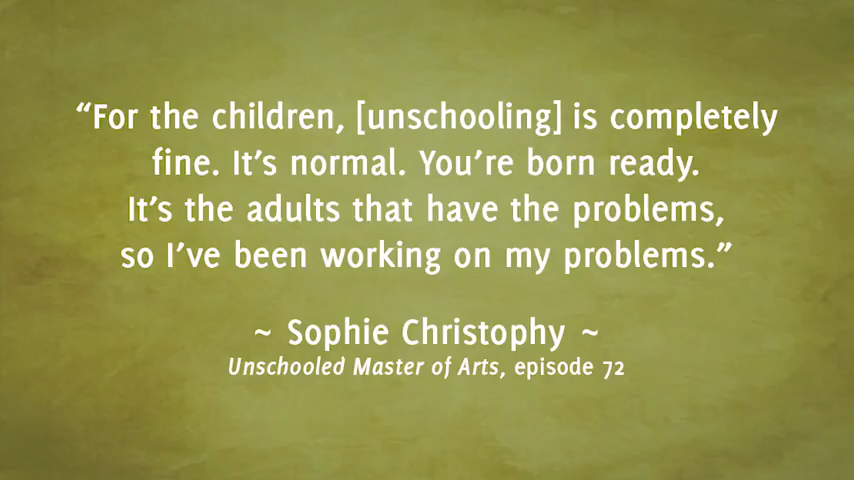 “For the children, [unschooling] is completely
fine. It’s normal. You’re born ready.
It’s the adults that have the problems,
so I’ve been working on my problems.”
~ Sophie Christophy ~
Unschooled Master of Arts, episode 72